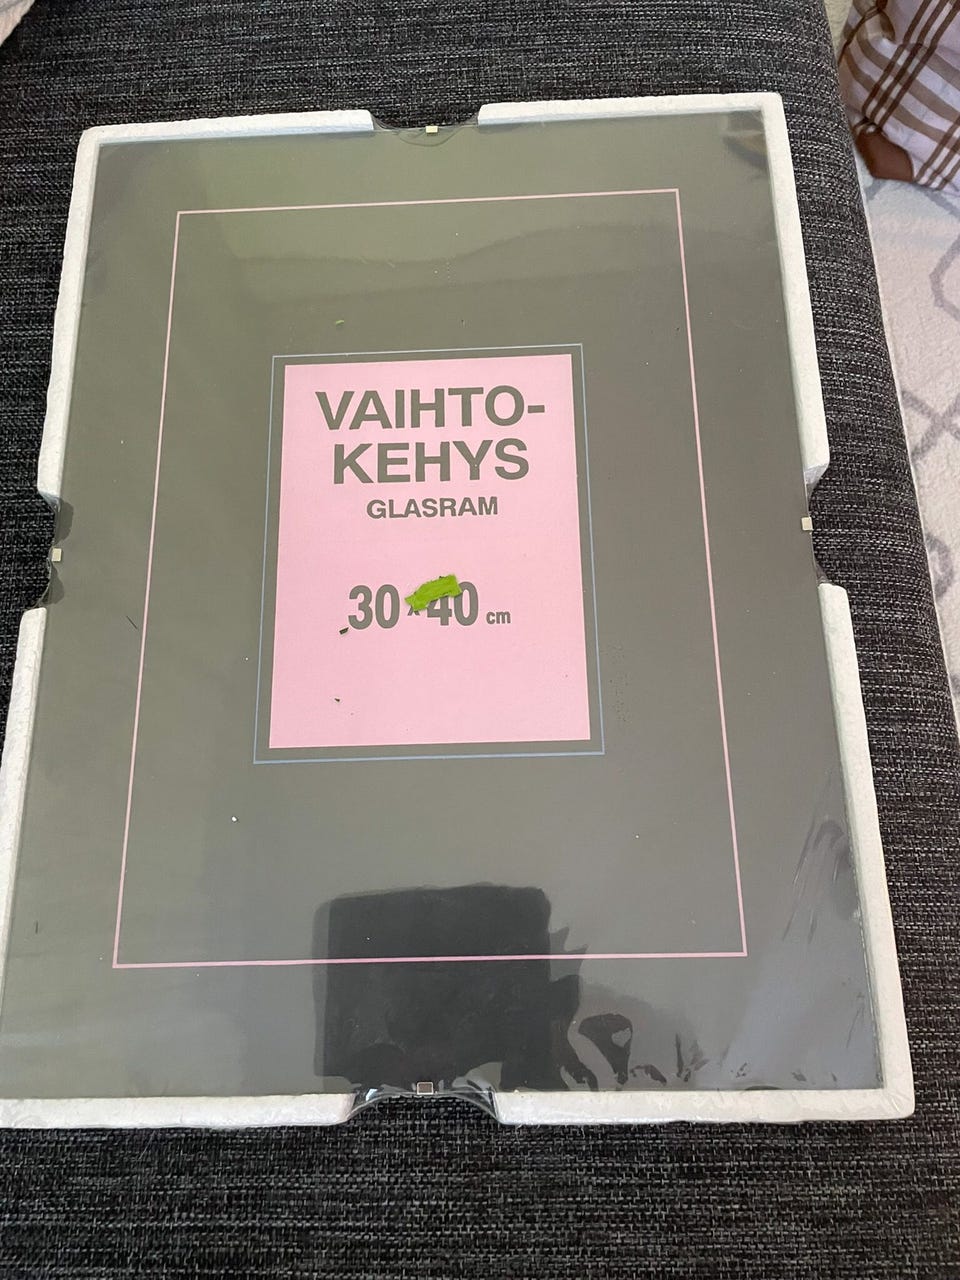 VAIHTO-
KEHYS
GLASRAM
30 x 40 cm